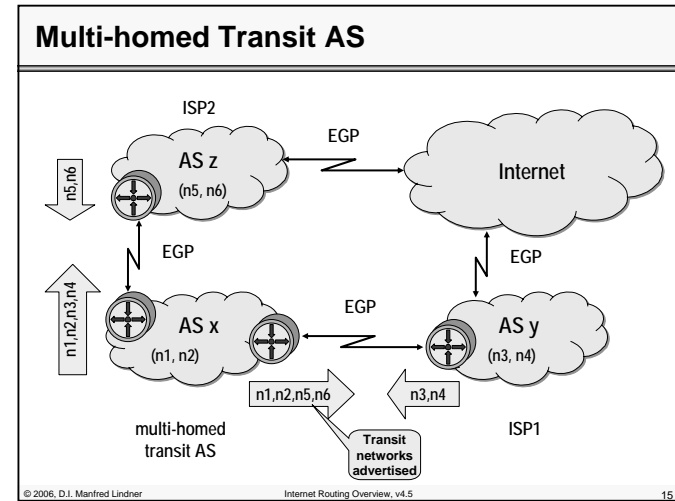 Multi-homed Transit AS
ISP2
EGP
AS z
(n5, n6)
Internet
n5,n6
EGP
EGP
n1,n2,n3,n4
AS x
(n1, n2)
EGP
AS y
(n3, n4)
n1,n2,n5,n6
n3,n4
multi-homed
transit AS
ISP1
Transit
networks
advertised
© 2006, D.I. Manfred Lindner
Internet Routing Overview, v4.5
15